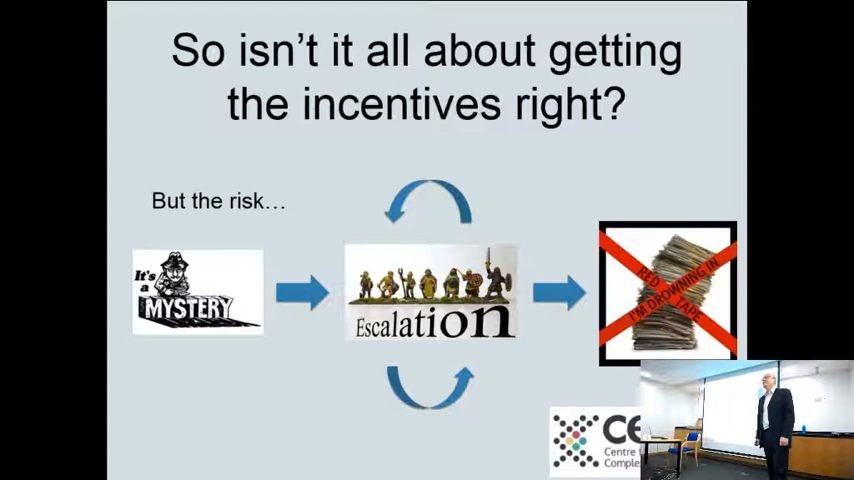 So isn't it all about getting
the incentives right?
But the risk…
It's
a
MYSTERY
Escalation
RED
TAPE
I'M DROWNING IN
CE
Centre
Comple